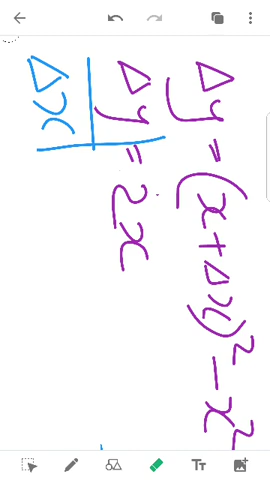 Δy = (x+Δx)² - x²
Δy = 2x
Δx